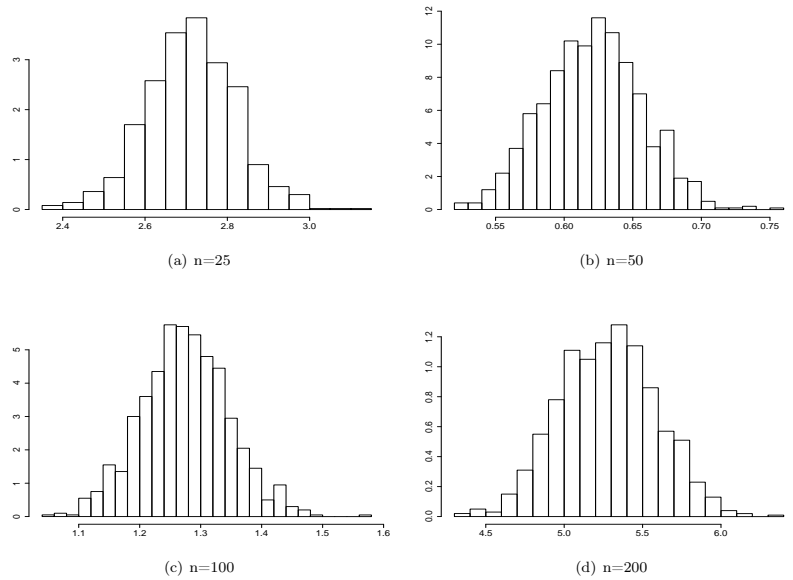 0 1 2 3
2.4 2.6 2.8 3.0
(a) n=25
0 2 4 6 8 10 12
0.55 0.60 0.65 0.70 0.75
(b) n=50
0 1 2 3 4 5
1.1 1.2 1.3 1.4 1.5 1.6
(c) n=100
0.0 0.2 0.4 0.6 0.8 1.0 1.2
4.5 5.0 5.5 6.0
(d) n=200